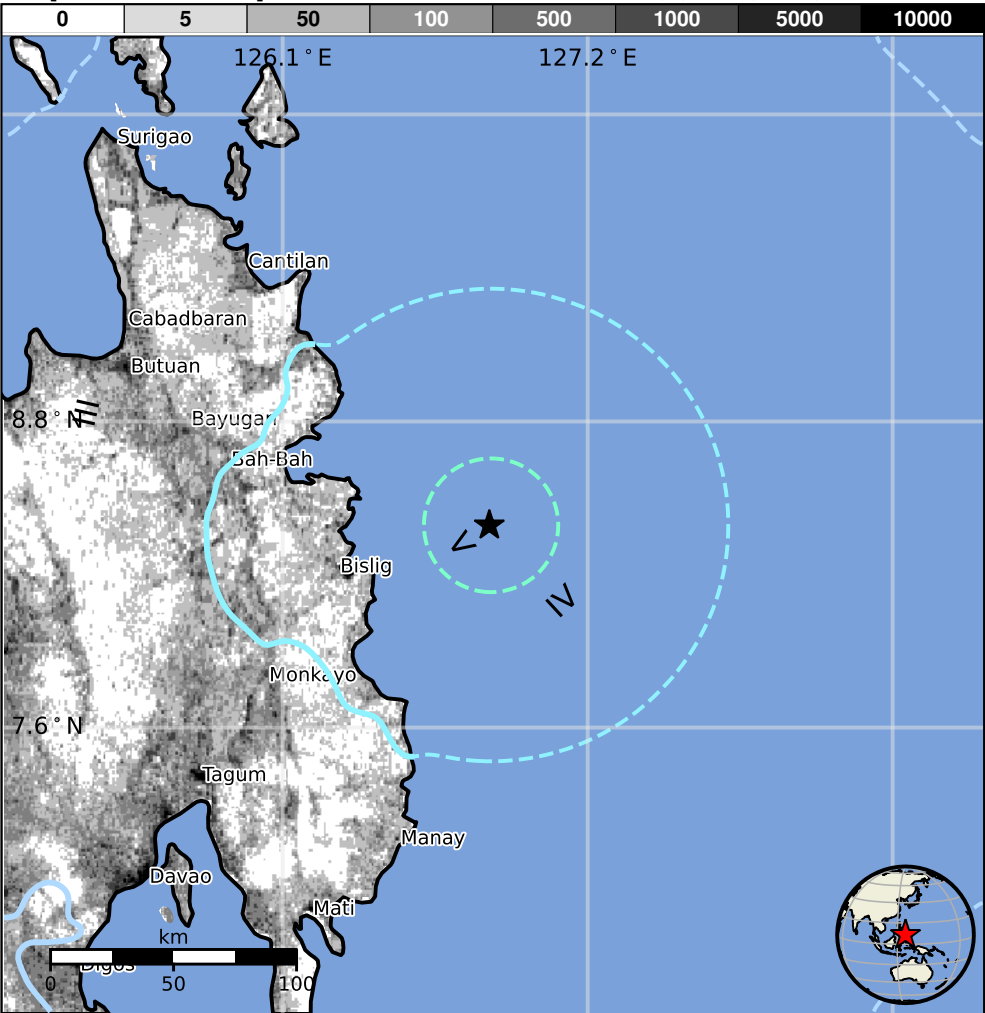 0 5 50 100 500 1000 5000 10000
126.1°E 127.2°E
Surigao
Cantilan
Cabadbaran
Butuan
III
8.8°N
Bayugan
Bah-Bah
V
Bislig
IV
Monkayo
7.6°N
Tagum
Manay
Davao
Mati
km
Digos
0 50 100